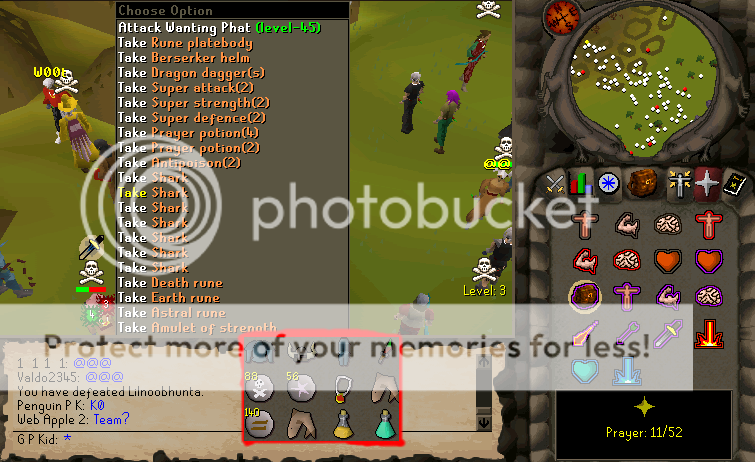 Choose Option
Attack Wanting Phat (level-45)
Take Rune platebody
Take Berserker helm
Take Dragon dagger(s)
Take Super attack(2)
Take Super strength(2)
Take Super defence(2)
Take Prayer potion(4)
Take Prayer potion(2)
Take Antipoison(2)
Take Shark
Take Shark
Take Shark
Take Shark
Take Shark
Take Shark
Take Shark
Take Death rune
Take Earth rune
Take Astral rune
Take Amulet of strength
@@
Level: 3
photobucket
Protect more of your memories for less!
1 1 1 1: @@@
Valdo2345: @@@
You have defeated Lilnoobhunta.
Penguin P K: K0
Web Apple 2: Team?
G P Kid: *
88
56
140
3
4
Prayer: 11/52